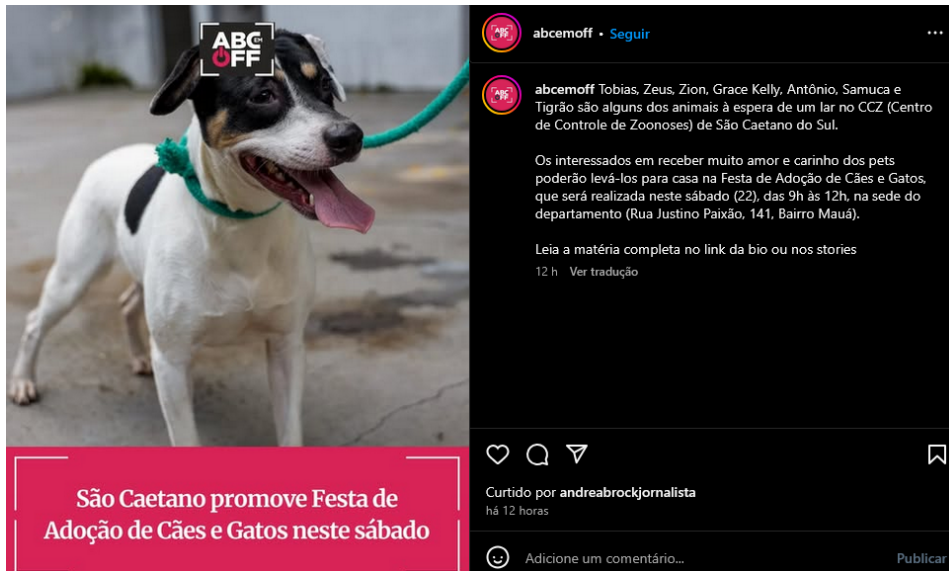 ABC EM
OFF
São Caetano promove Festa de
Adoção de Cães e Gatos neste sábado
abcemoff • Seguir
abcemoff Tobias, Zeus, Zion, Grace Kelly, Antônio, Samuca e
Tigrão são alguns dos animais à espera de um lar no CCZ (Centro
de Controle de Zoonoses) de São Caetano do Sul.
Os interessados em receber muito amor e carinho dos pets
poderão levá-los para casa na Festa de Adoção de Cães e Gatos,
que será realizada neste sábado (22), das 9h às 12h, na sede do
departamento (Rua Justino Paixão, 141, Bairro Mauá).
Leia a matéria completa no link da bio ou nos stories
12 h Ver tradução
Curtido por andreabrockjornalista
há 12 horas
Adicione um comentário... Publicar